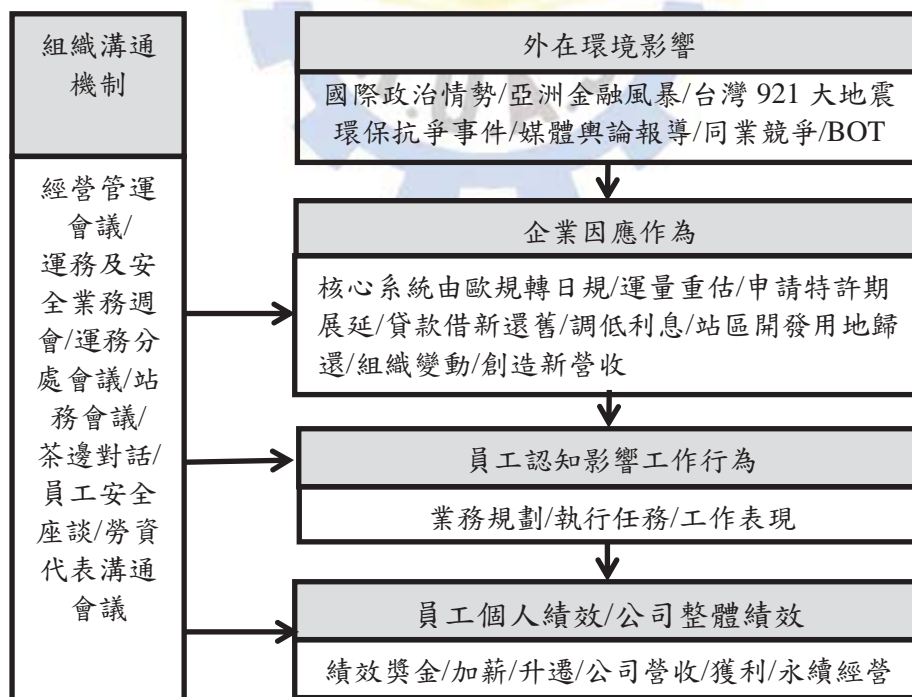 組織溝通
機制
經營管運
會議/
運務及安
全業務週
會/運務分
處會議/站
務會議/
茶邊對話/
員工安全
座談/勞資
代表溝通
會議
外在環境影響
國際政治情勢/亞洲金融風暴/台灣 921 大地震
環保抗爭事件/媒體輿論報導/同業競爭/BOT
企業因應作為
核心系統由歐規轉日規/運量重估/申請特許期
展延/貸款借新還舊/調低利息/站區開發用地歸
還/組織變動/創造新營收
員工認知影響工作行為
業務規劃/執行任務/工作表現
員工個人績效/公司整體績效
績效獎金/加薪/升遷/公司營收/獲利/永續經營